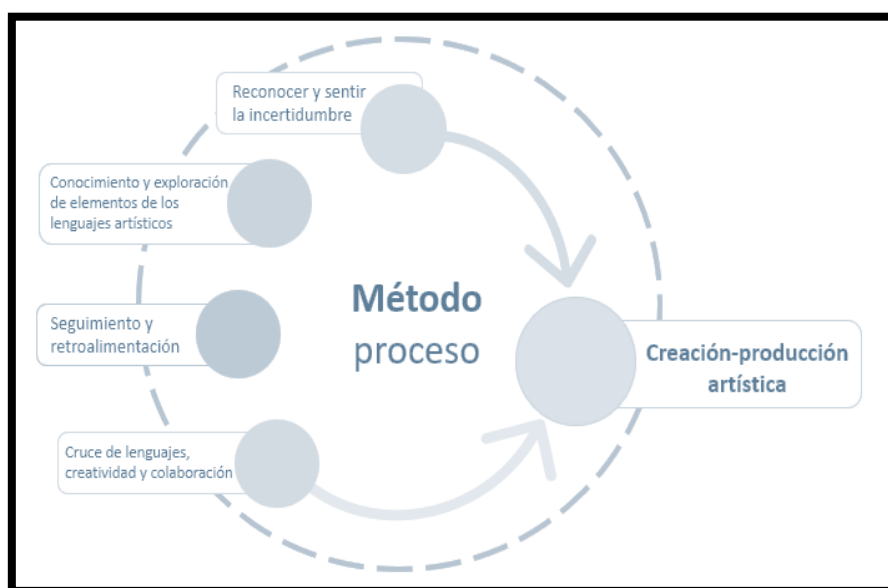 Reconocer y sentir
la incertidumbre
Conocimiento y exploración
de elementos de los
lenguajes artísticos
Seguimiento y
retroalimentación
Cruce de lenguajes,
creatividad y colaboración
Método
proceso
Creación-producción
artística